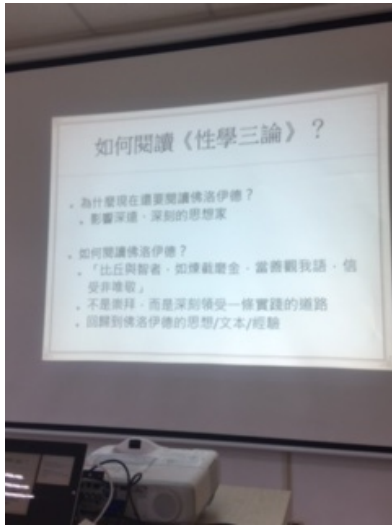 如何閱讀《性學三論》？
為什麼現在還要閱讀佛洛伊德？
影響深遠、深刻的思想家
如何閱讀佛洛伊德？
「比丘與智者，如煉截磨金，當善觀我語，信
受非唯敬」
不是崇拜，而是深刻領受一條實踐的道路
回歸到佛洛伊德的思想/文本/經驗